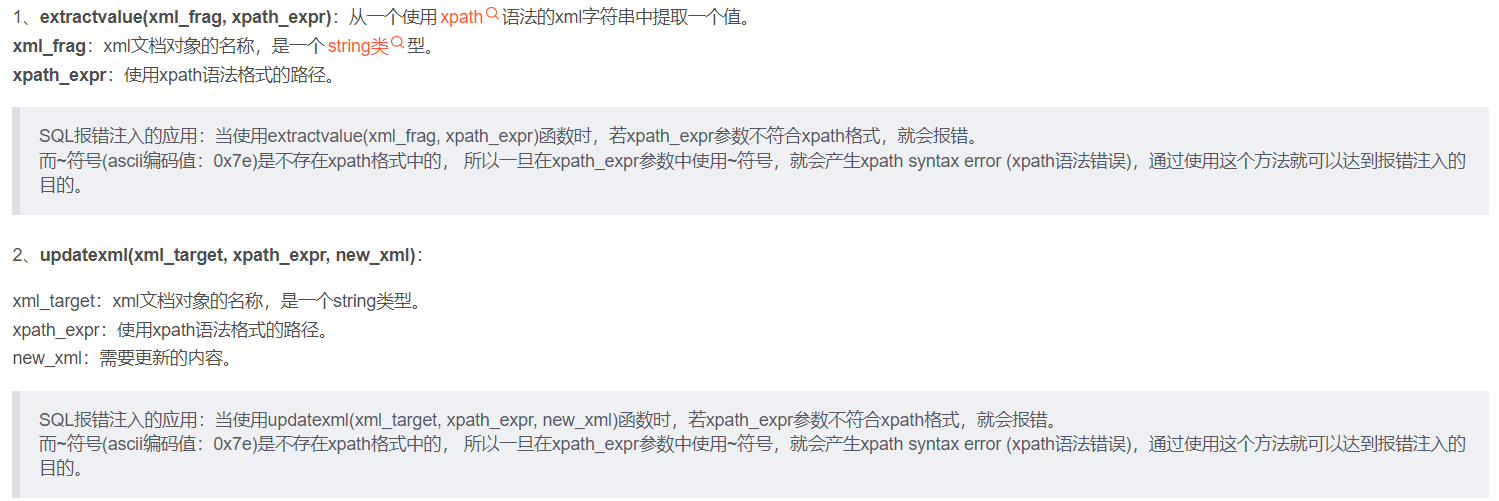 1、extractvalue(xml_frag, xpath_expr)：从一个使用 xpath 语法的xml字符串中提取一个值。
xml_frag：xml文档对象的名称，是一个 string类 型。
xpath_expr：使用xpath语法格式的路径。
SQL报错注入的应用：当使用extractvalue(xml_frag, xpath_expr)函数时，若xpath_expr参数不符合xpath格式，就会报错。
而~符号(ascii编码值：0x7e)是不存在xpath格式中的， 所以一旦在xpath_expr参数中使用~符号，就会产生xpath syntax error (xpath语法错误)，通过使用这个方法就可以达到报错注入的
目的。
2、updatexml(xml_target, xpath_expr, new_xml)：
xml_target：xml文档对象的名称，是一个string类型。
xpath_expr：使用xpath语法格式的路径。
new_xml：需要更新的内容。
SQL报错注入的应用：当使用updatexml(xml_target, xpath_expr, new_xml)函数时，若xpath_expr参数不符合xpath格式，就会报错。
而~符号(ascii编码值：0x7e)是不存在xpath格式中的， 所以一旦在xpath_expr参数中使用~符号，就会产生xpath syntax error (xpath语法错误)，通过使用这个方法就可以达到报错注入的
目的。